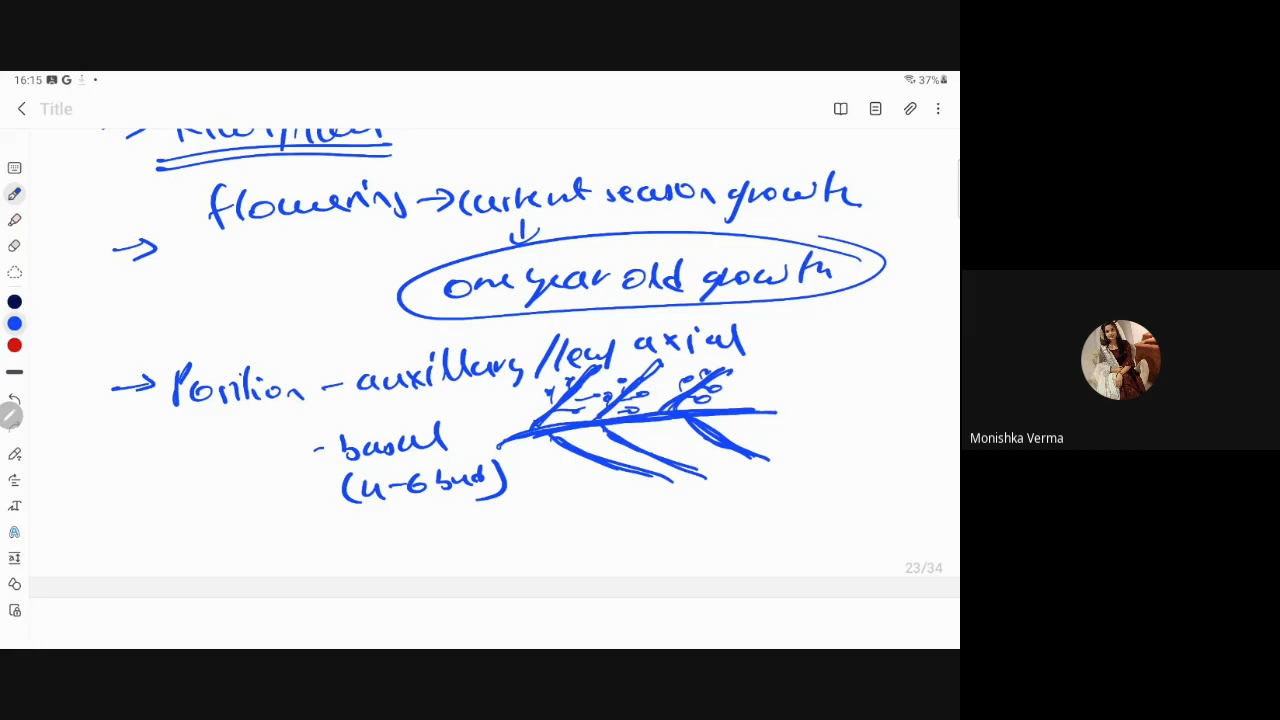 16:15 G 37%
Title
flowering → current season growth
→
one year old growth
→ Position - auxillary/leaf axial
- basal
(4-6 bud)
23/34
Monishka Verma